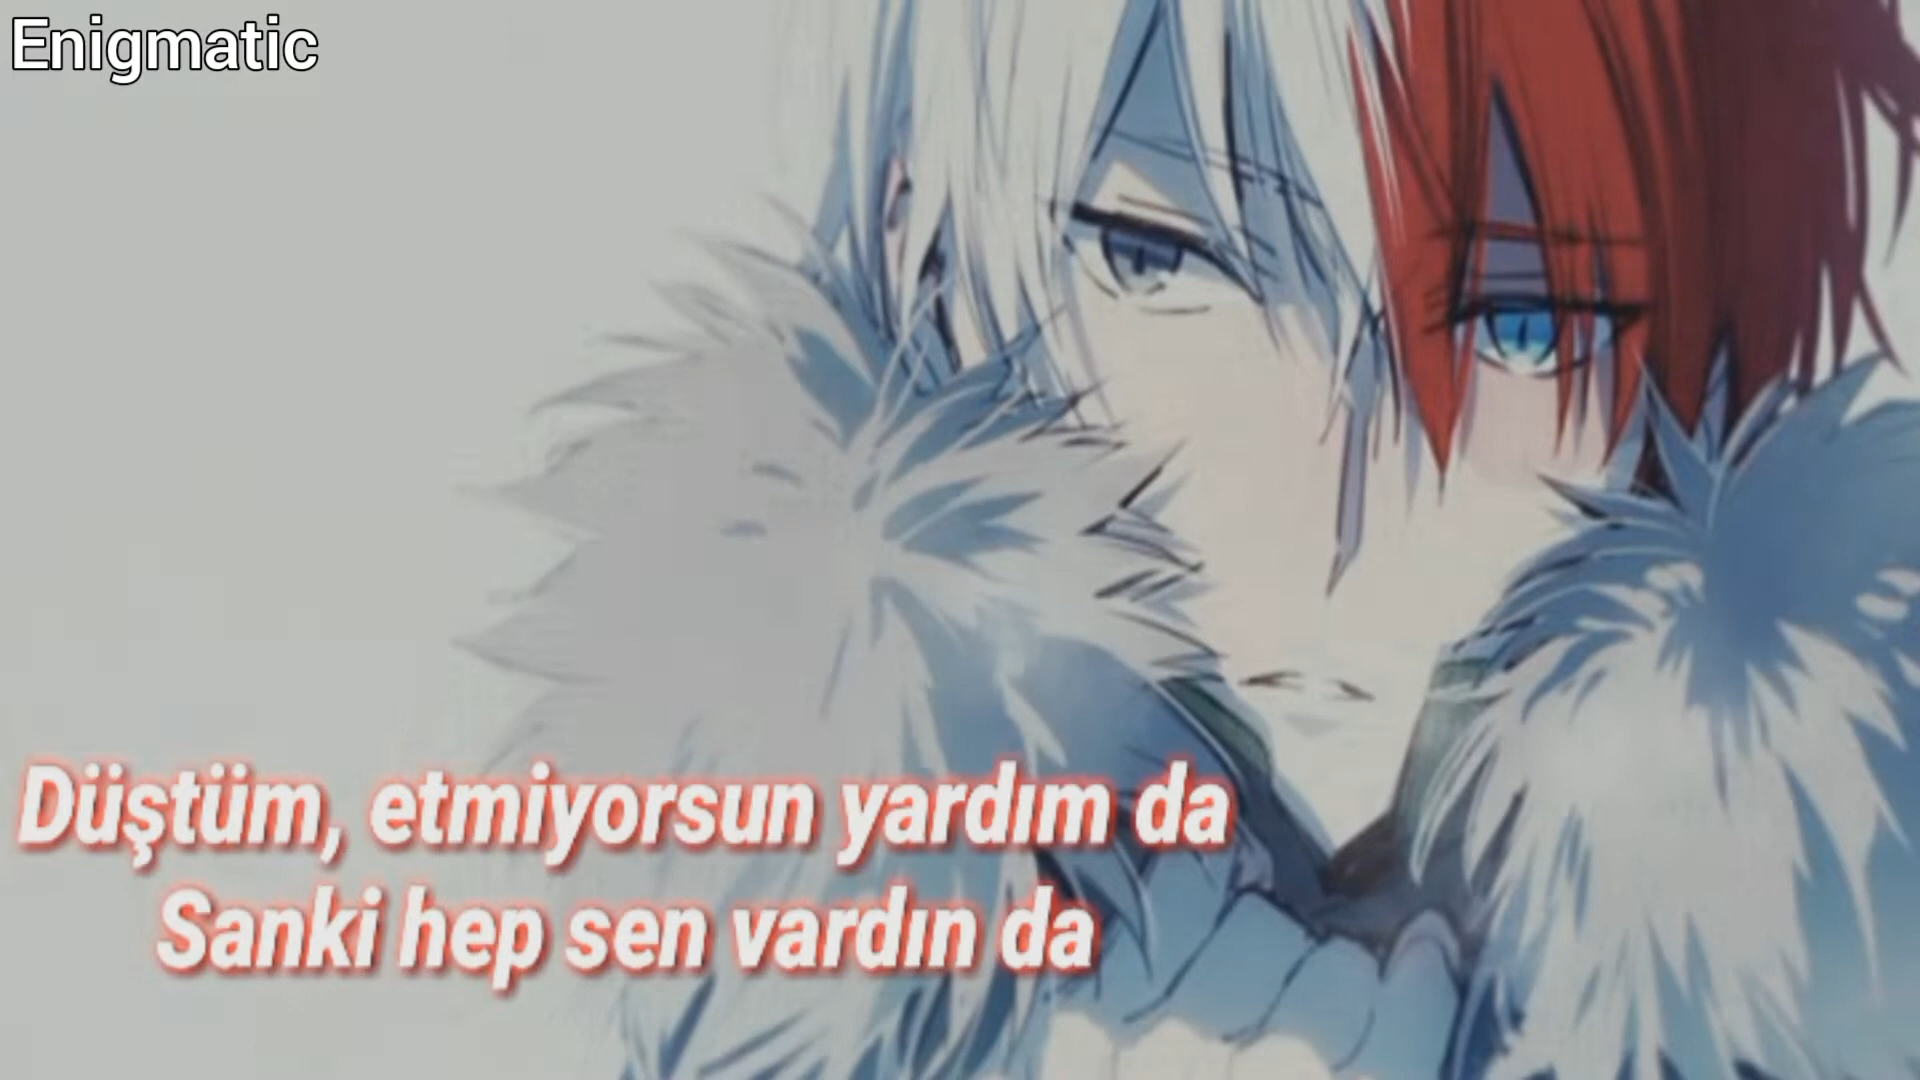 Enigmatic
Düştüm, etmiyorsun yardım da
Sanki hep sen vardın da